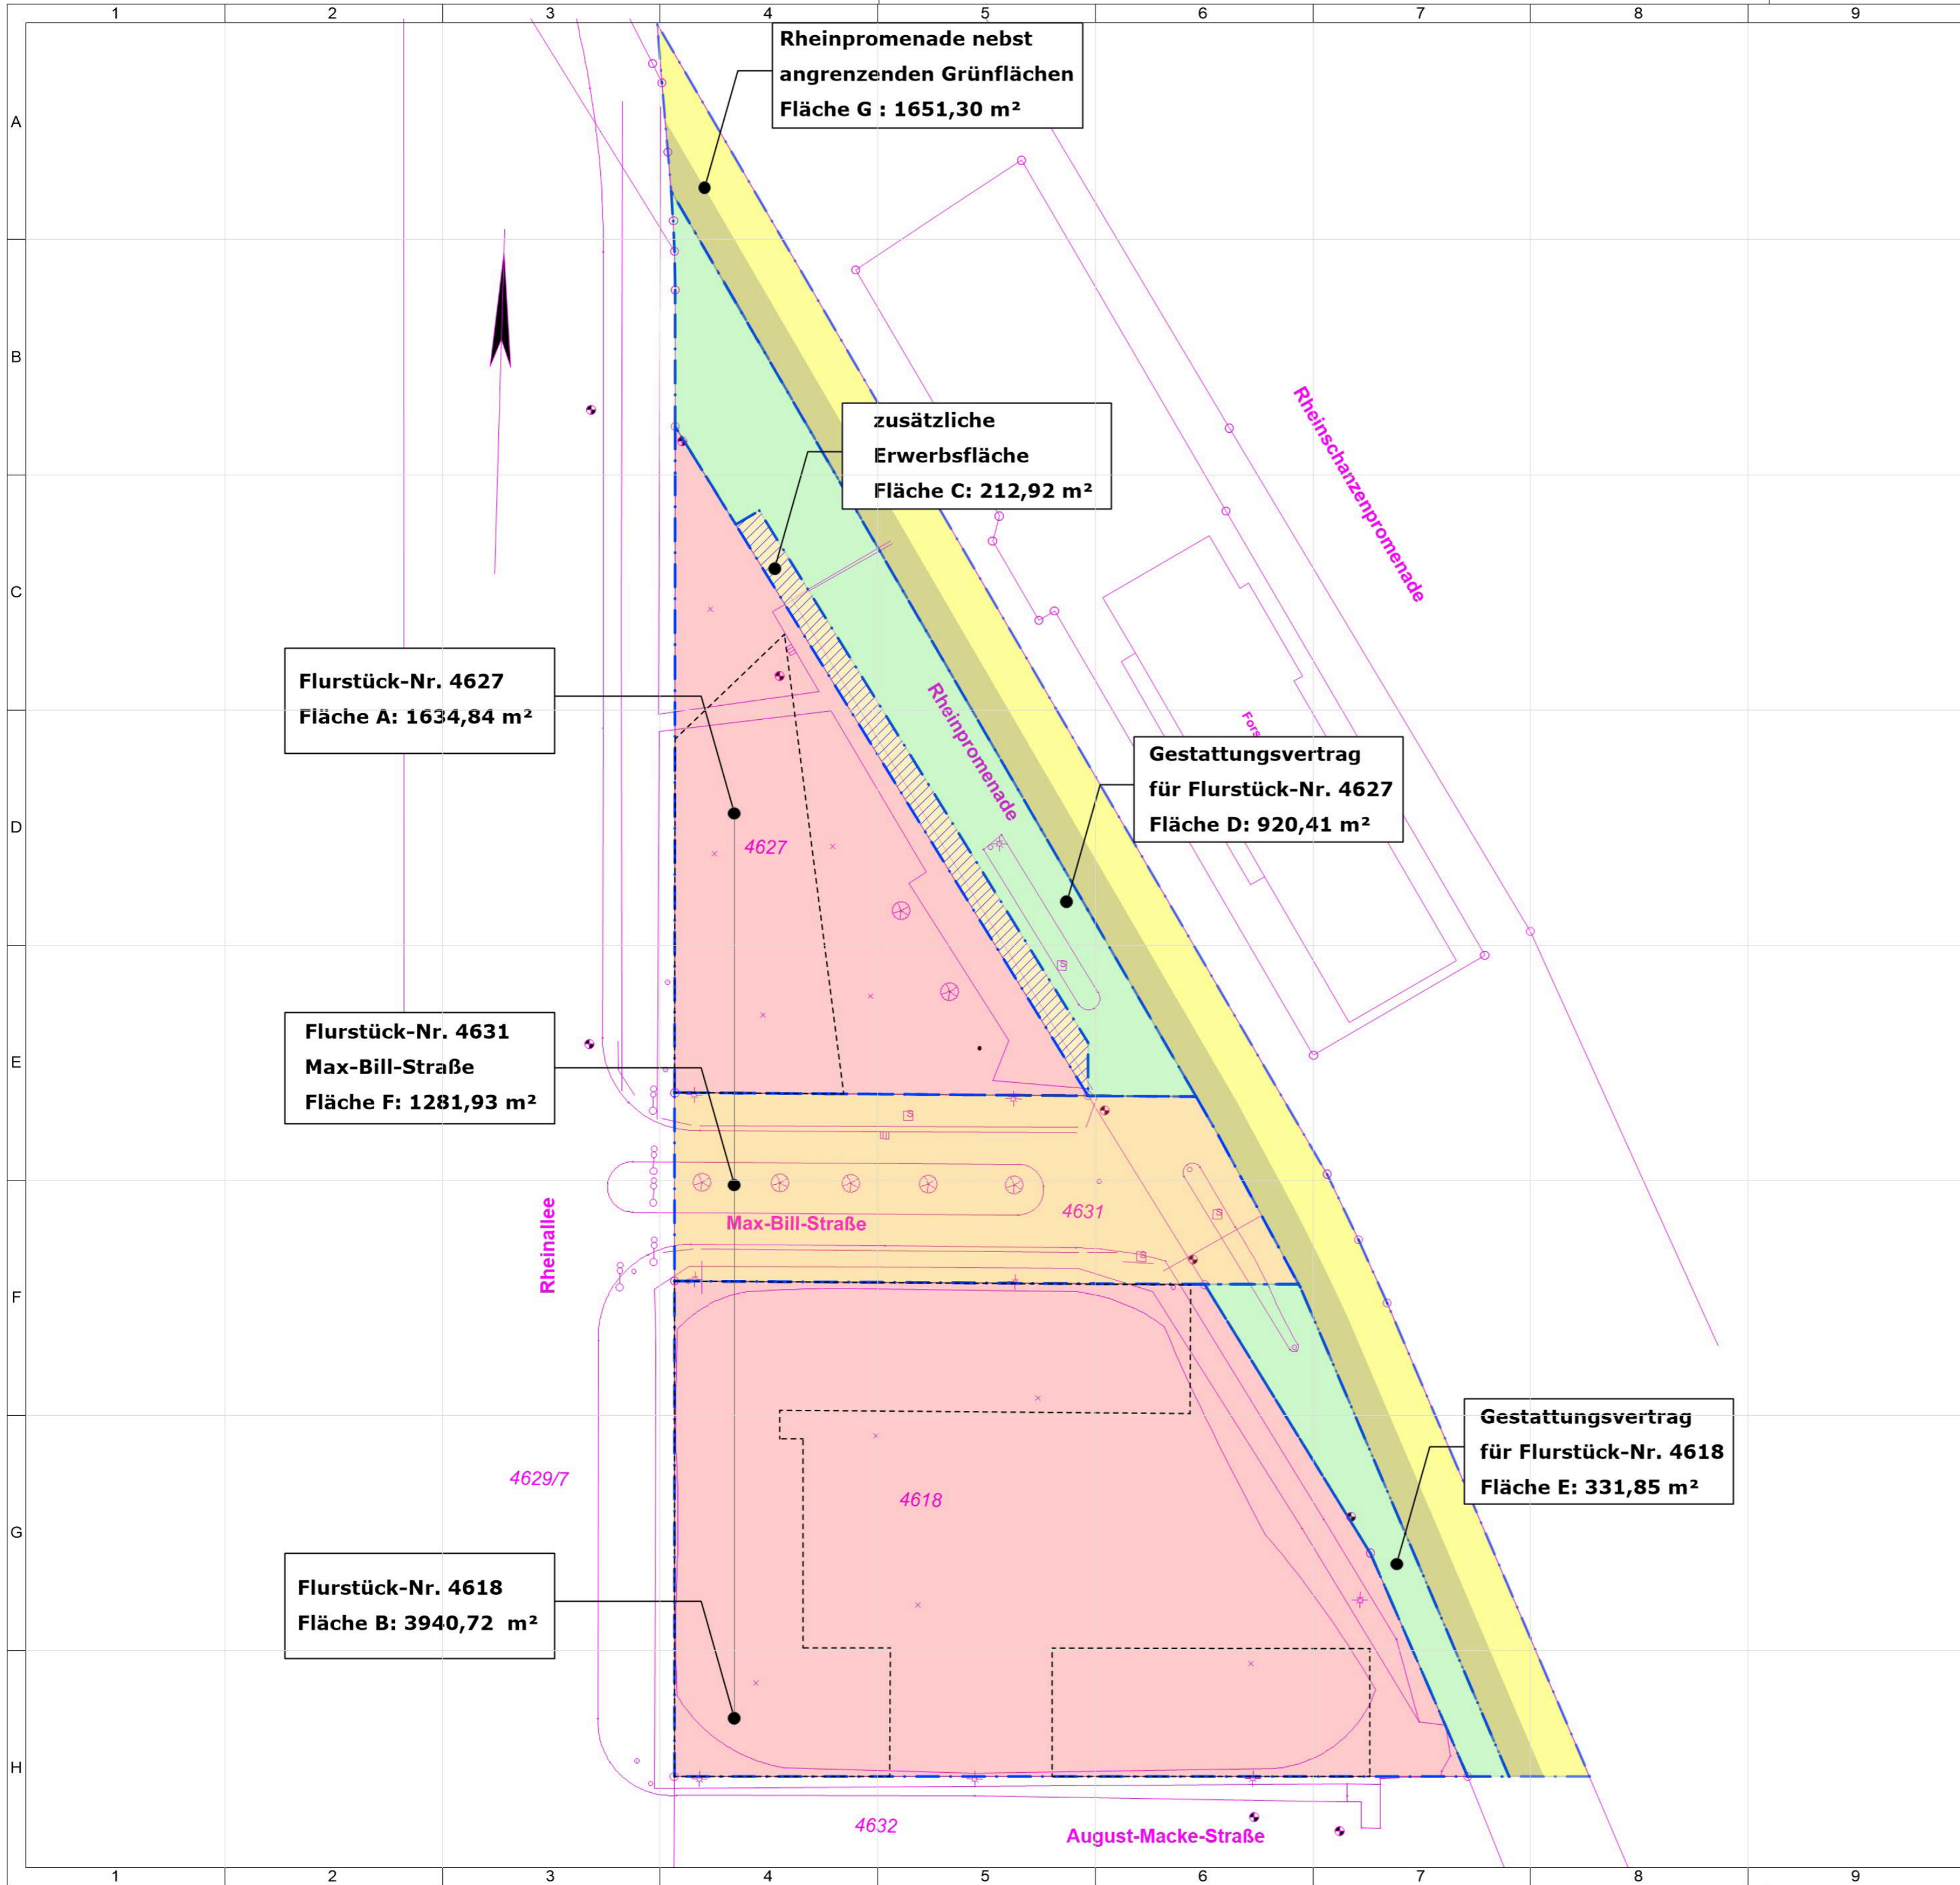 1 2 3 4 5 6 7 8 9
A
B
C
D
E
F
G
H
Rheinpromenade nebst
angrenzenden Grünflächen
Fläche G : 1651,30 m²
zusätzliche
Erwerbsfläche
Fläche C: 212,92 m²
Rheinschanzenpromenade
Flurstück-Nr. 4627
Fläche A: 1634,84 m²
Rheinpromenade
Gestattungsvertrag
für Flurstück-Nr. 4627
Fläche D: 920,41 m²
4627
S
Flurstück-Nr. 4631
Max-Bill-Straße
Fläche F: 1281,93 m²
S
Rheinallee
Max-Bill-Straße
4631
S
S
Gestattungsvertrag
für Flurstück-Nr. 4618
Fläche E: 331,85 m²
4629/7
4618
Flurstück-Nr. 4618
Fläche B: 3940,72 m²
4632
August-Macke-Straße
1 2 3 4 5 6 7 8 9